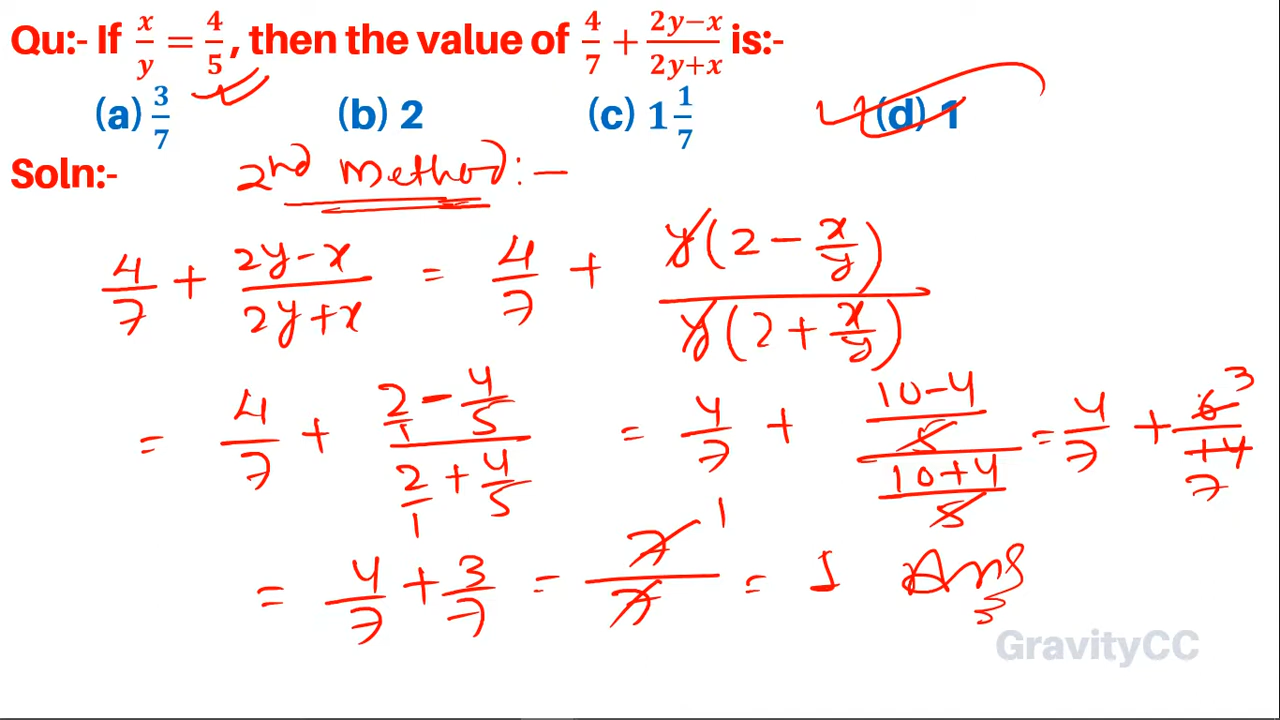 Qu:- If x/y = 4/5, then the value of 4/7 + (2y−x)/(2y+x) is:-
(a) 3/7 (b) 2 (c) 1 1/7 (d) 1
Soln:- 2nd Method:-
4/7 + (2y-x)/(2y+x) = 4/7 + y(2 - x/y)/y(2 + x/y)
= 4/7 + (2/1 - 4/5)/(2/1 + 4/5) = 4/7 + ((10-4)/5)/((10+4)/5) = 4/7 + 6/14 3/7
= 4/7 + 3/7 = 7/7 1 = 1 Ans
GravityCC